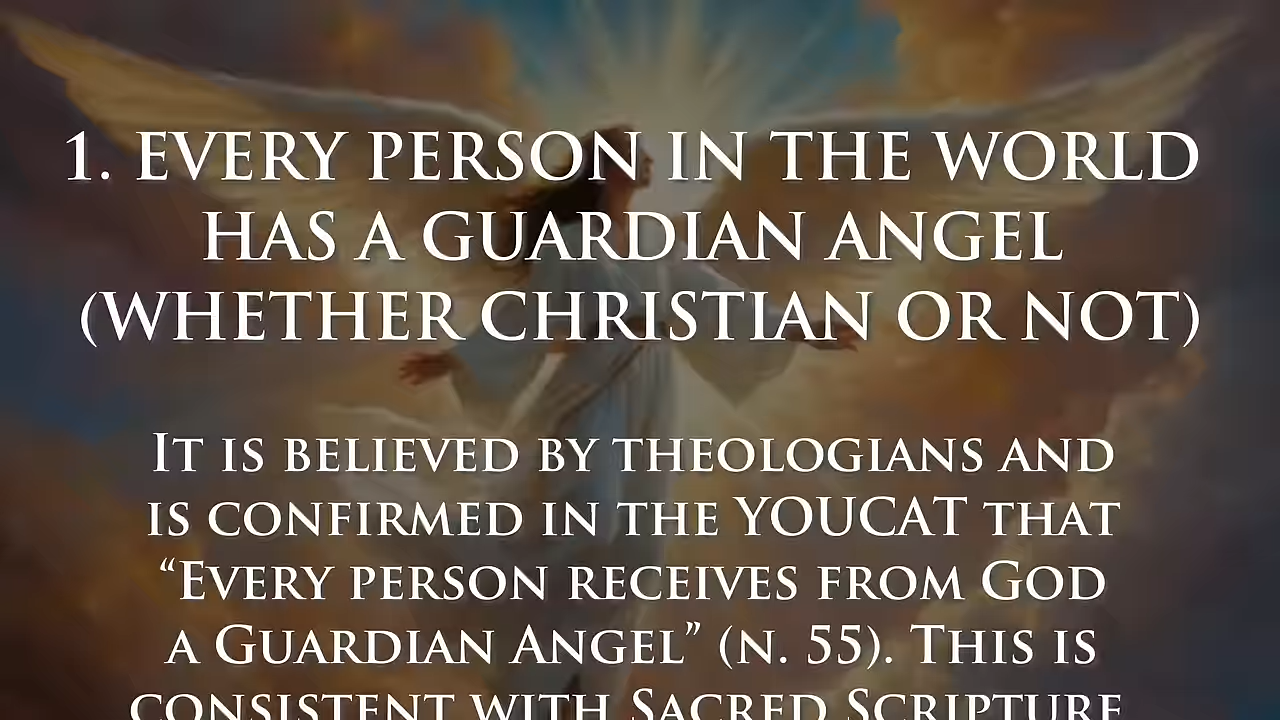 1. EVERY PERSON IN THE WORLD
HAS A GUARDIAN ANGEL
(WHETHER CHRISTIAN OR NOT)
IT IS BELIEVED BY THEOLOGIANS AND
IS CONFIRMED IN THE YOUCAT THAT
“EVERY PERSON RECEIVES FROM GOD
A GUARDIAN ANGEL” (N. 55). THIS IS
CONSISTENT WITH SACRED SCRIPTURE